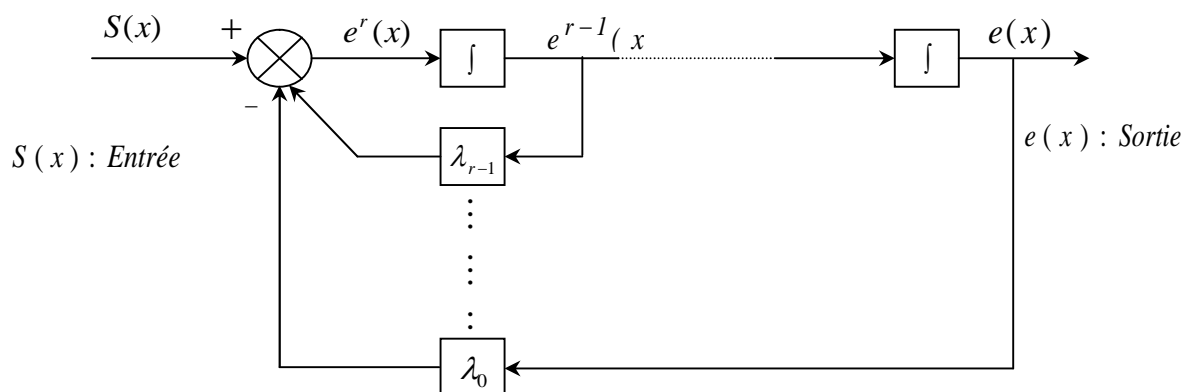 S(x)
+
e^r(x)
∫
e^{r-1}(x
∫
e(x)
−
S(x) : Entrée
λ_{r-1}
e(x) : Sortie
λ_0